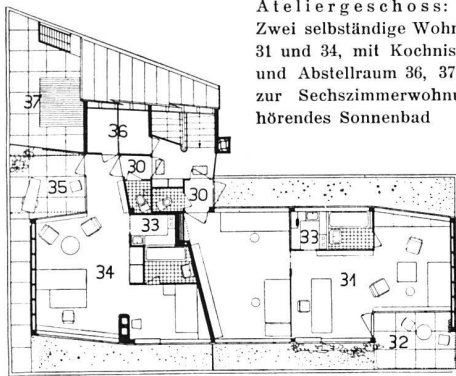 Ateliergeschoss:
Zwei selbständige Wohn
31 und 34, mit Kochnis
und Abstellraum 36, 37
zur Sechszimmerwohnu
hörendes Sonnenbad
37
36
30
35
30
33
33
34
31
32